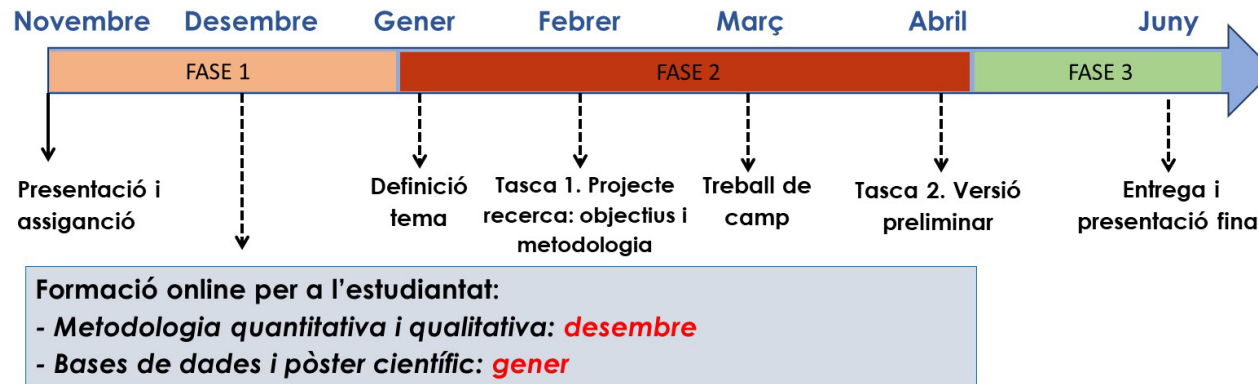 Novembre Desembre Gener Febrer Març Abril Juny
FASE 1 FASE 2 FASE 3
Presentació i
assigació
Definició
tema
Tasca 1. Projecte
recerca: objectius i
metodologia
Treball de
camp
Tasca 2. Versió
preliminar
Entrega i
presentació fina
Formació online per a l’estudiantat:
- Metodologia quantitativa i qualitativa: desembre
- Bases de dades i pòster científic: gener